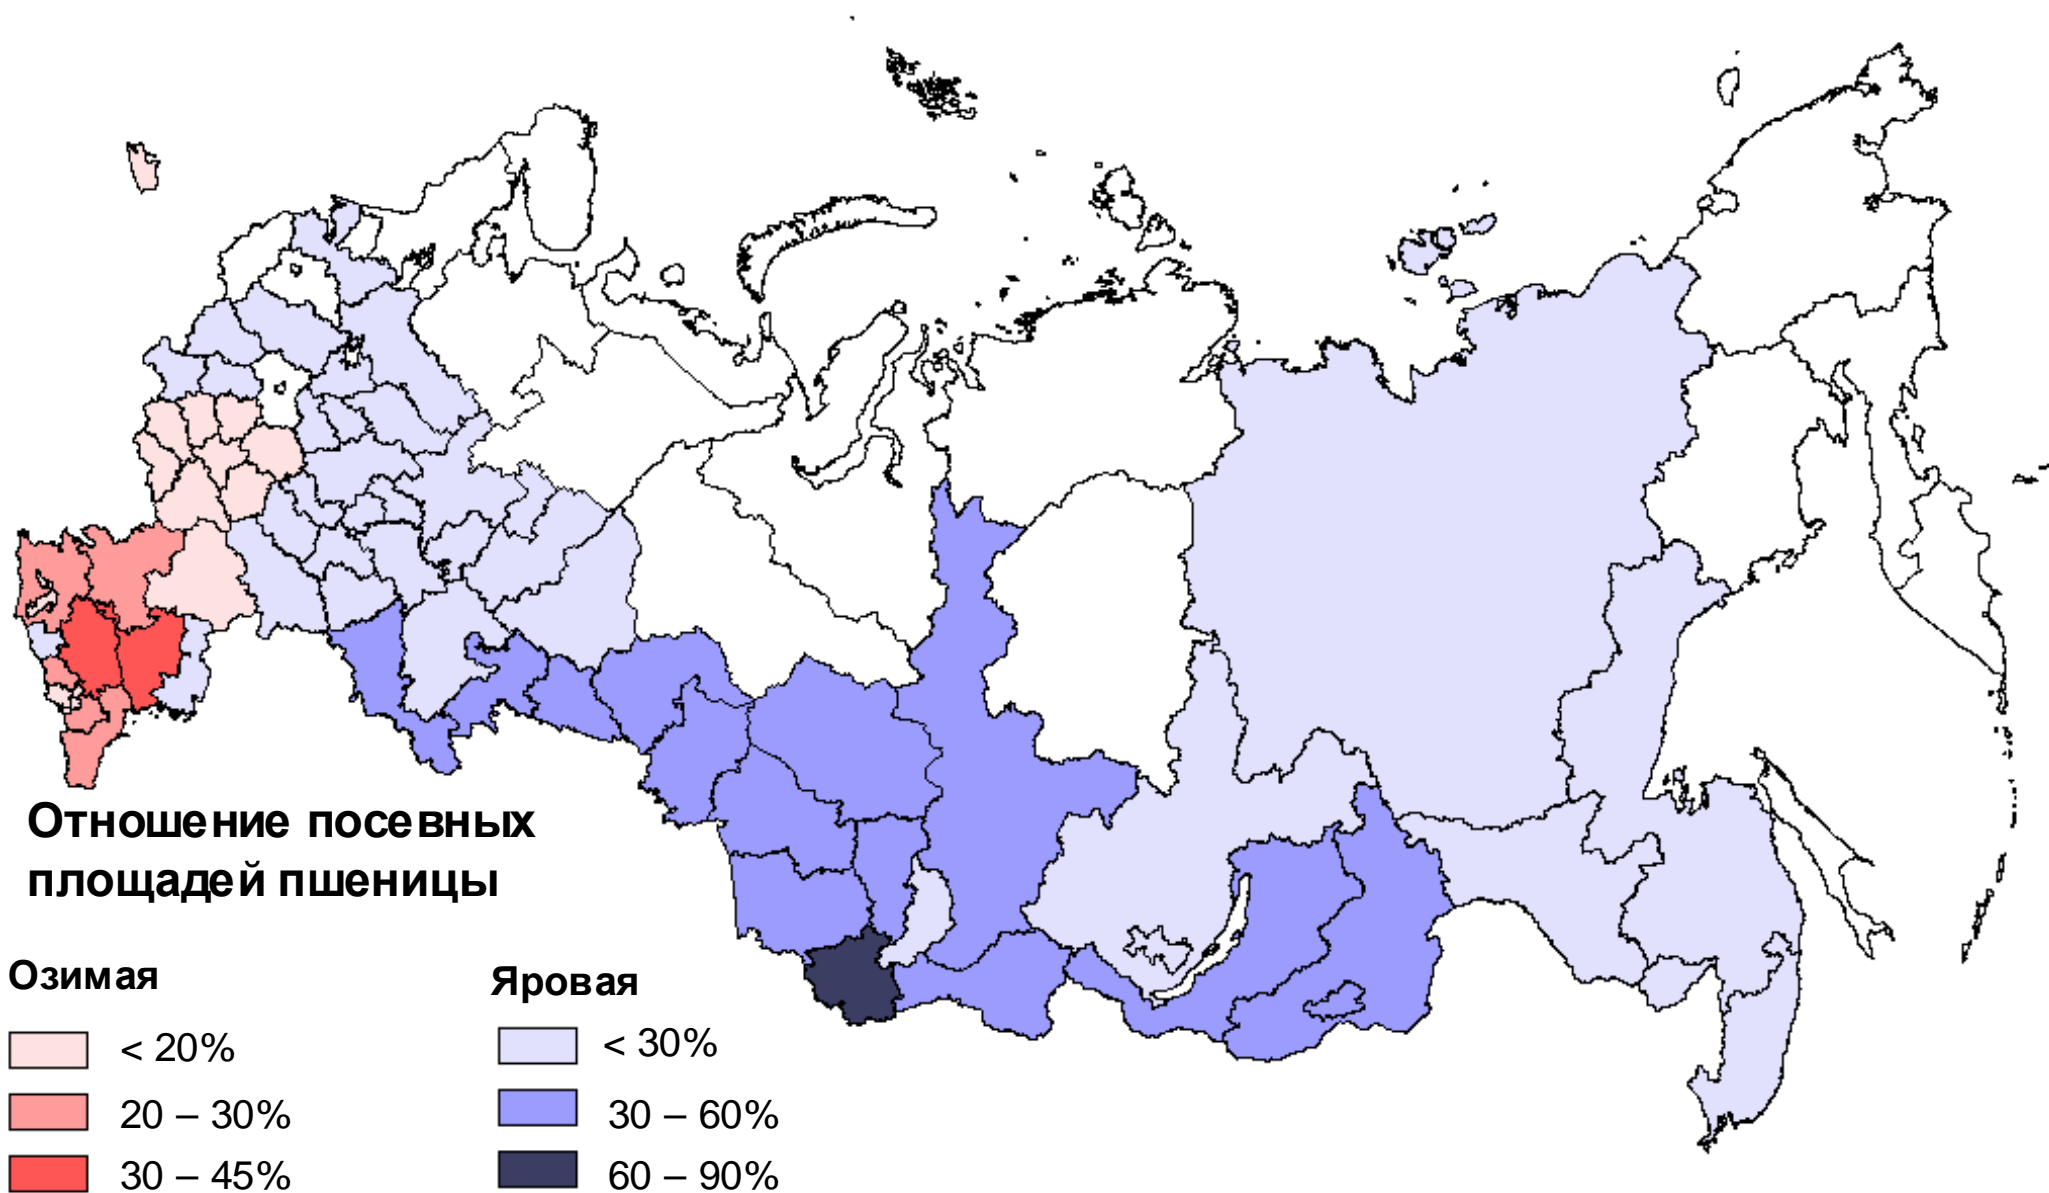 Отношение посевных
площадей пшеницы
Озимая
< 20%
20 – 30%
30 – 45%
Яровая
< 30%
30 – 60%
60 – 90%